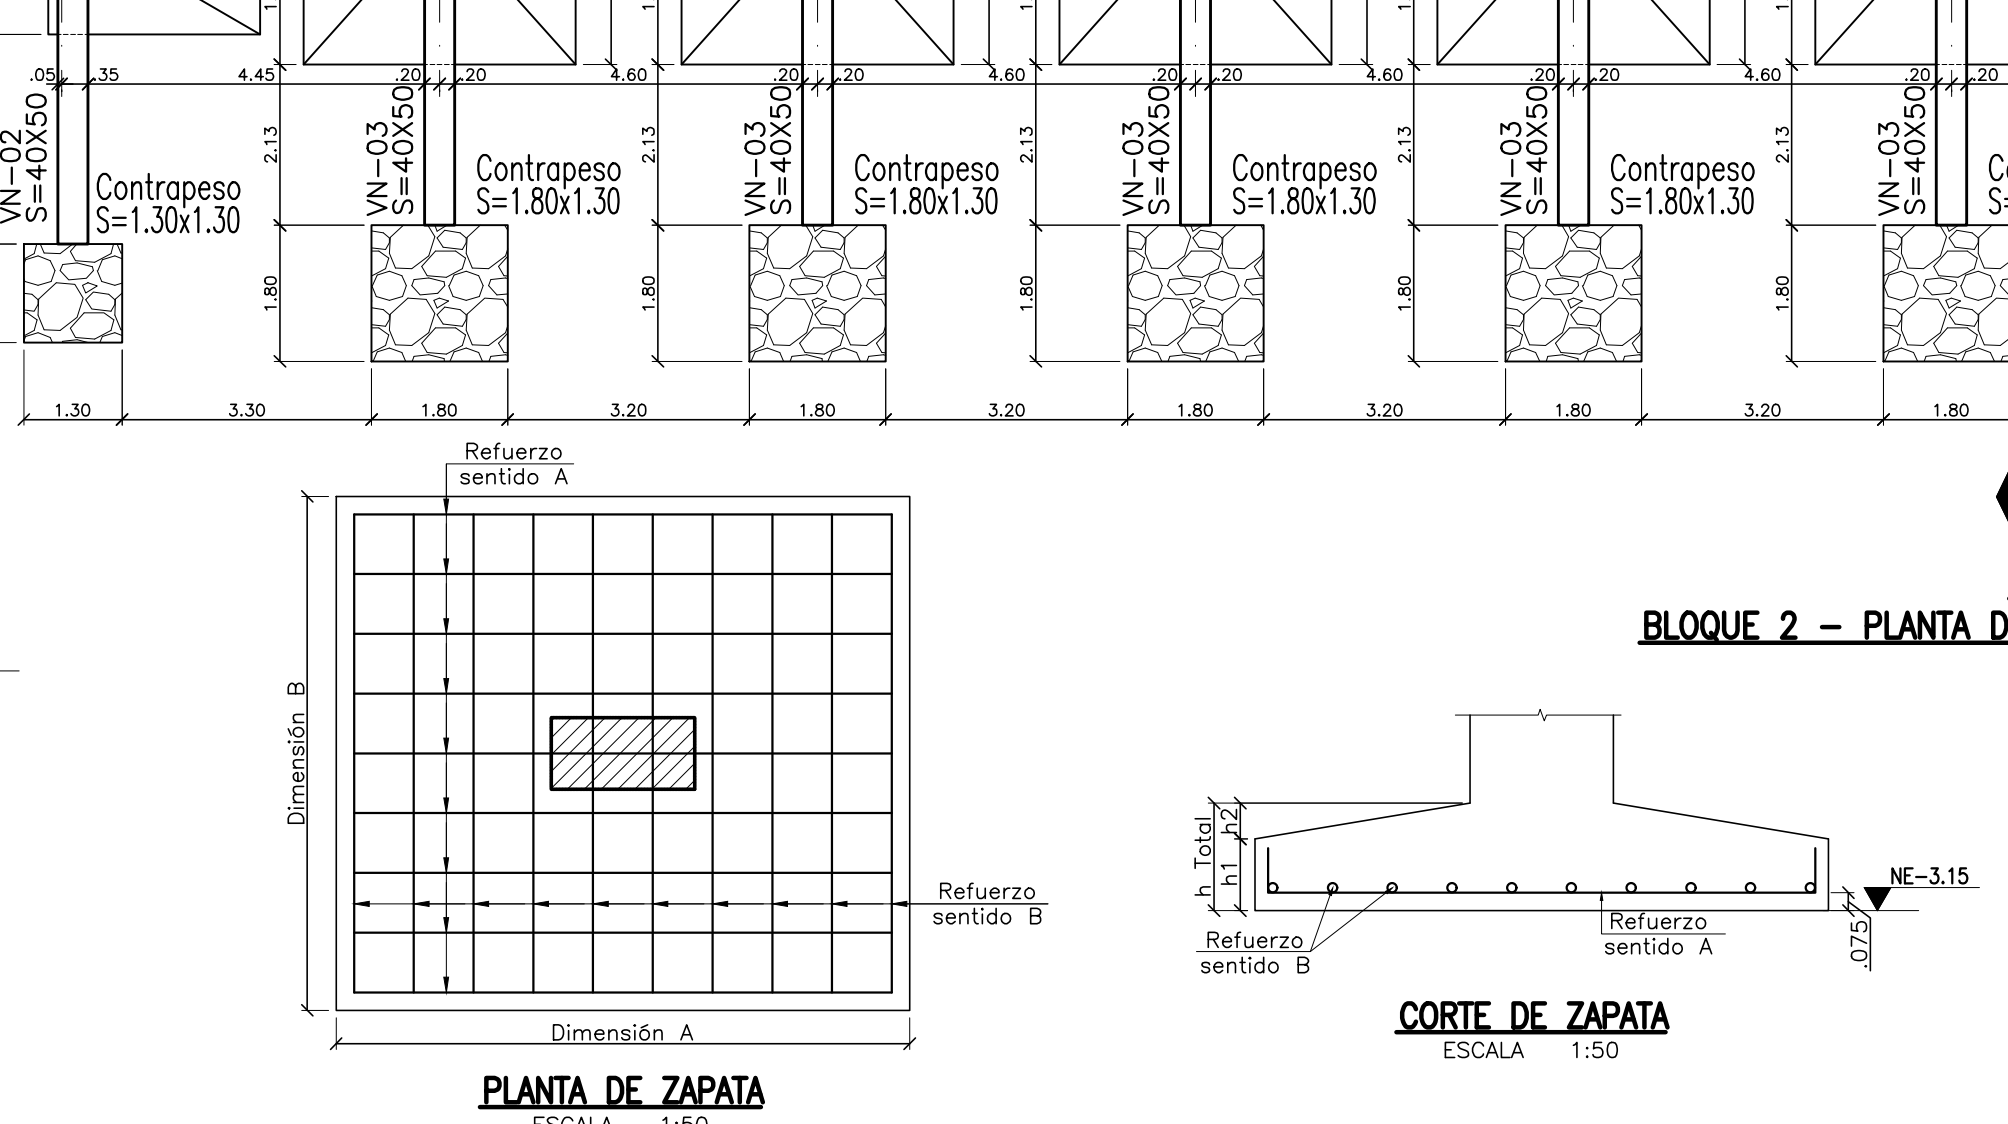 .05
.35
4.45
.20
.20
4.60
.20
.20
4.60
.20
.20
4.60
.20
.20
4.60
.20
.20
VN-02
S=40X50
2.13
VN-03
S=40X50
2.13
VN-03
S=40X50
2.13
VN-03
S=40X50
2.13
VN-03
S=40X50
2.13
VN-03
S=40X50
Contrapeso
S=1.30x1.30
Contrapeso
S=1.80x1.30
Contrapeso
S=1.80x1.30
Contrapeso
S=1.80x1.30
Contrapeso
S=1.80x1.30
1.80
1.80
1.80
1.80
1.80
1.30
3.30
1.80
3.20
1.80
3.20
1.80
3.20
1.80
3.20
1.80
Refuerzo
sentido A
Dimensión B
Refuerzo
sentido B
Dimensión A
PLANTA DE ZAPATA
ESCALA 1:50
BLOQUE 2 - PLANTA D
h Total
h2
h1
NE-3.15
.075
Refuerzo
sentido B
Refuerzo
sentido A
CORTE DE ZAPATA
ESCALA 1:50